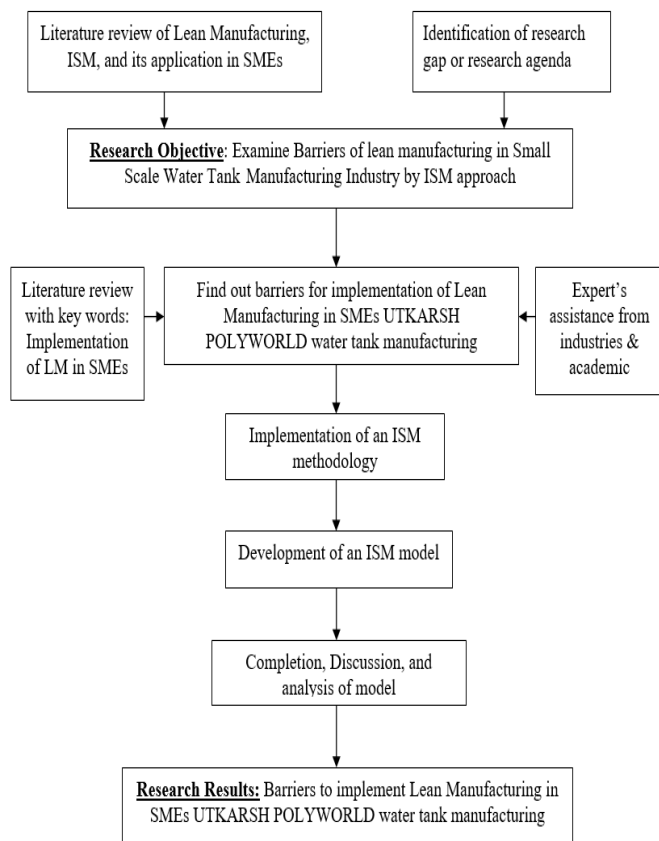 Literature review of Lean Manufacturing,
ISM, and its application in SMEs
Identification of research
gap or research agenda
Research Objective: Examine Barriers of lean manufacturing in Small
Scale Water Tank Manufacturing Industry by ISM approach
Literature review
with key words:
Implementation
of LM in SMEs
Find out barriers for implementation of Lean
Manufacturing in SMEs UTKARSH
POLYWORLD water tank manufacturing
Expert's
assistance from
industries &
academic
Implementation of an ISM
methodology
Development of an ISM model
Completion, Discussion, and
analysis of model
Research Results: Barriers to implement Lean Manufacturing in
SMEs UTKARSH POLYWORLD water tank manufacturing